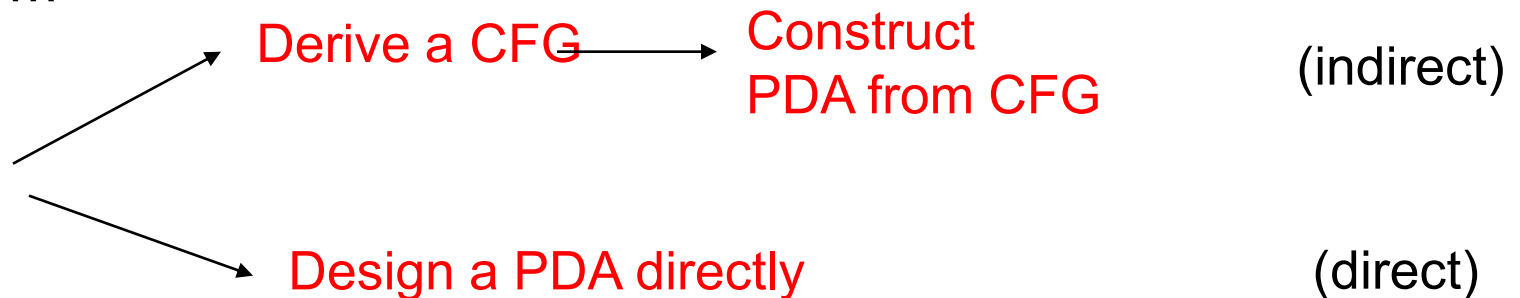 Derive a CFG
Construct
PDA from CFG
(indirect)
Design a PDA directly
(direct)